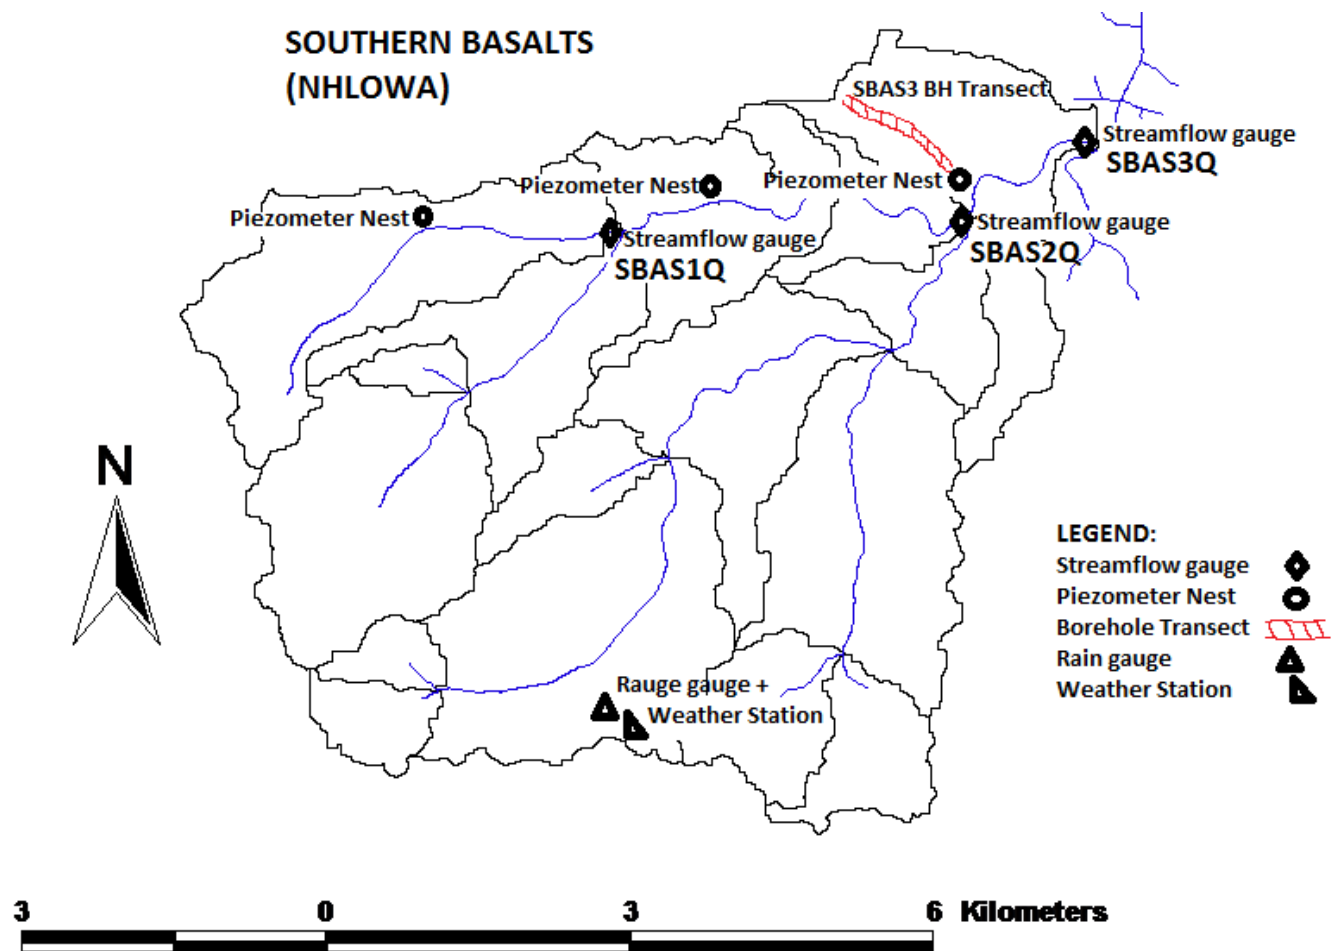 SOUTHERN BASALTS
(NHLOWA)
SBAS3 BH Transect
Streamflow gauge
SBAS3Q
Piezometer Nest
Piezometer Nest
Piezometer Nest
Streamflow gauge
SBAS2Q
Streamflow gauge
SBAS1Q
N
LEGEND:
Streamflow gauge
Piezometer Nest
Borehole Transect
Rain gauge
Weather Station
Rauge gauge +
Weather Station
3 0 3 6 Kilometers